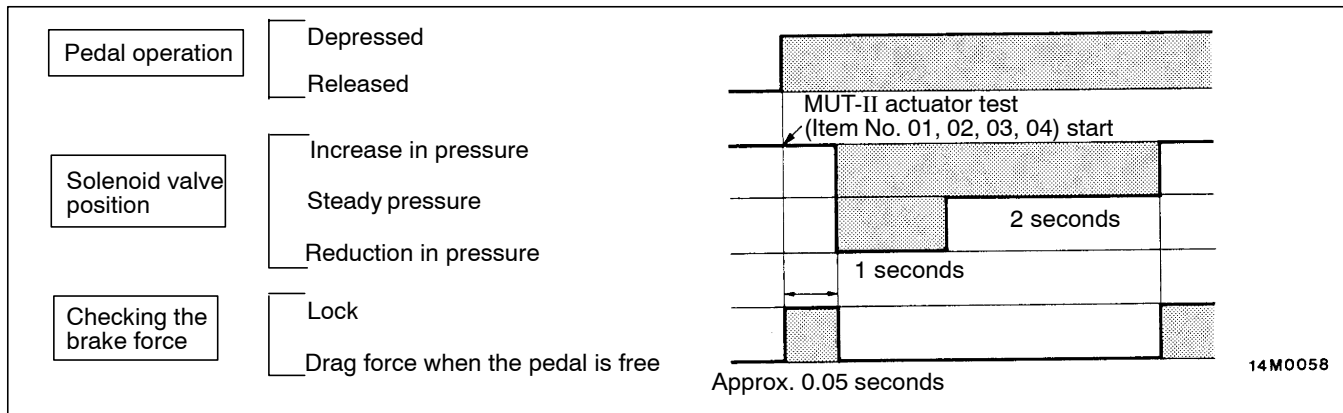 Pedal operation
Depressed
Released
MUT-II actuator test
(Item No. 01, 02, 03, 04) start
Solenoid valve
position
Increase in pressure
Steady pressure
Reduction in pressure
2 seconds
1 seconds
Checking the
brake force
Lock
Drag force when the pedal is free
Approx. 0.05 seconds
14M0058